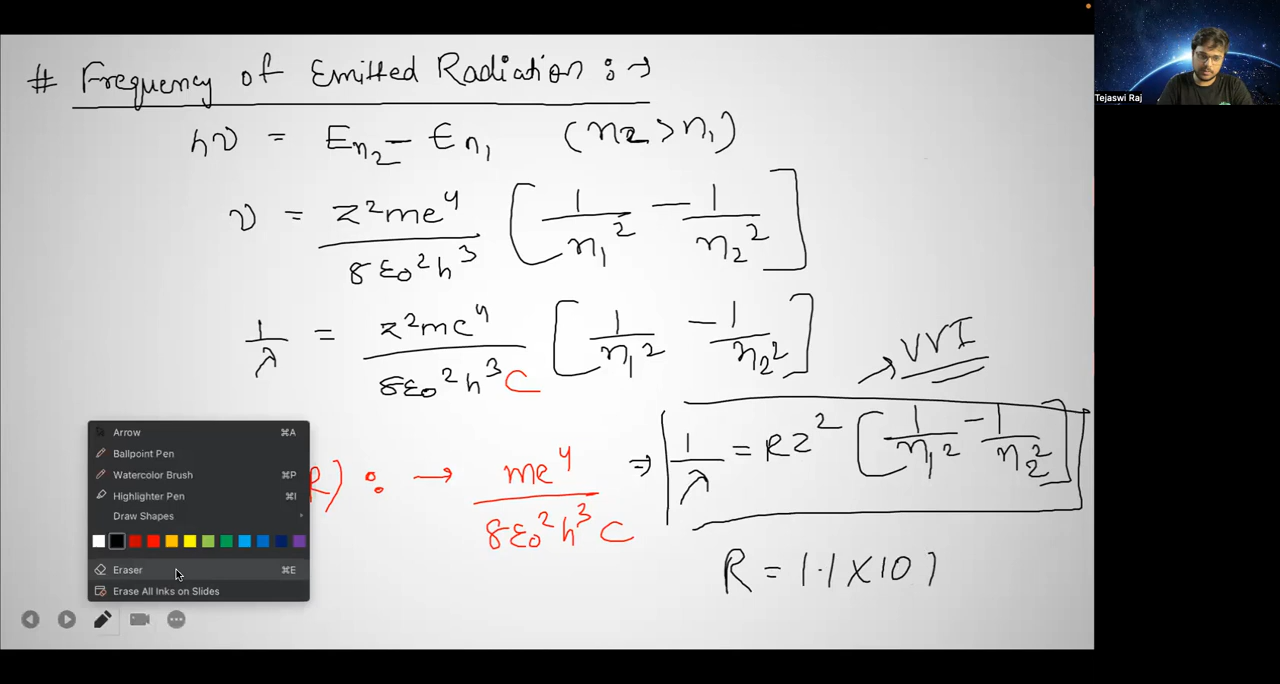 # Frequency of Emitted Radiation :→
hν = En₂ - En₁ (n₂ > n₁)
ν = z²me⁴ / 8ε₀²h³ [1/n₁² - 1/n₂²]
1/λ = z²me⁴ / 8ε₀²h³C [1/n₁² - 1/n₂²]
→ VVI
R) :→ me⁴ / 8ε₀²h³C ⇒ 1/λ = RZ² [1/n₁² - 1/n₂²]
R = 1.1×10⁷
Tejaswi Raj
Arrow ⌘A
Ballpoint Pen
Watercolor Brush ⌘P
Highlighter Pen ⌘I
Draw Shapes
Eraser ⌘E
Erase All Inks on Slides